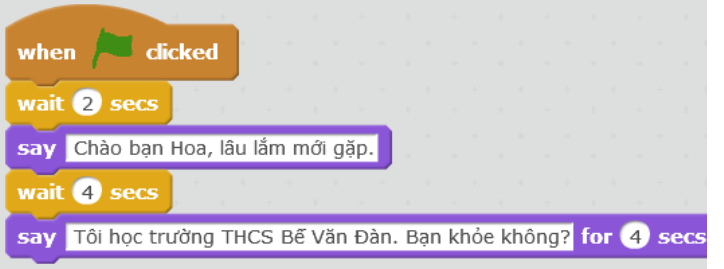 when clicked
wait 2 secs
say Chào bạn Hoa, lâu lắm mới gặp.
wait 4 secs
say Tôi học trường THCS Bế Văn Đàn. Bạn khỏe không? for 4 secs